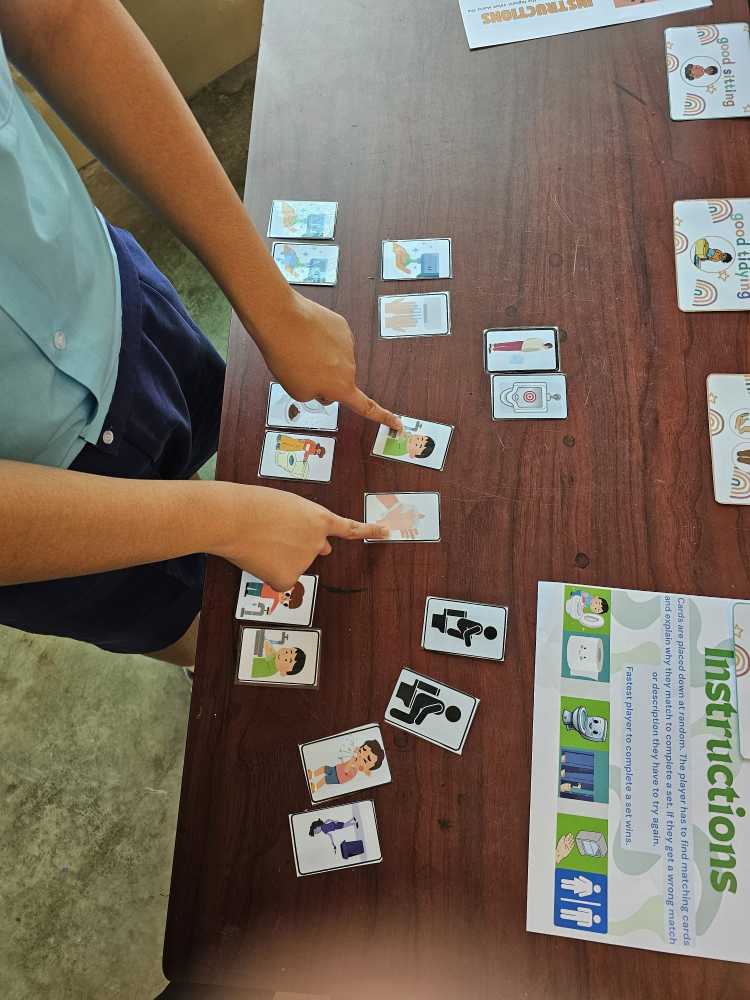 INSTRUCTIONS
good sitting
good tidying
Instructions
Cards are placed down at random. The player has to find matching cards
and explain why they match to complete a set. If they get a wrong match
or description they have to try again.
Fastest player to complete a set wins.